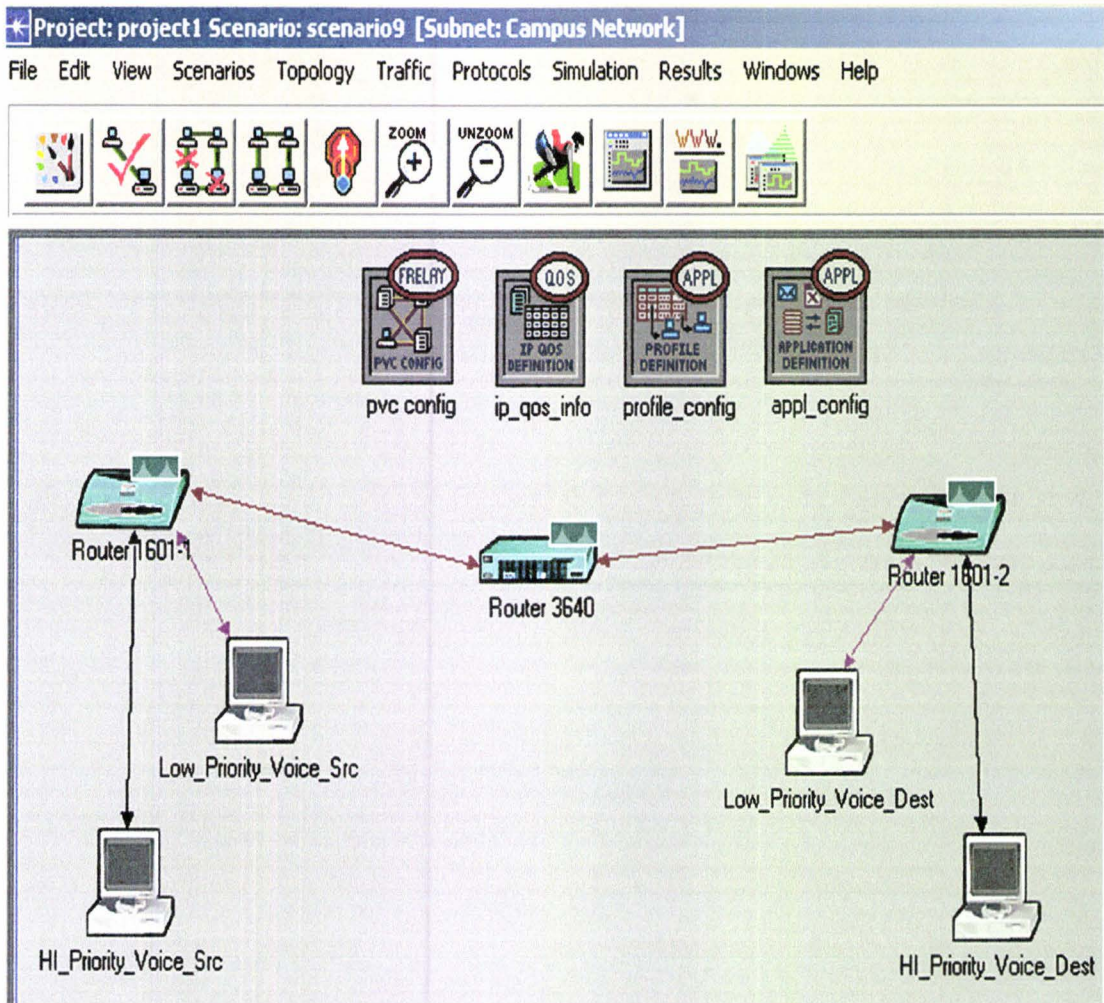 Project: project1 Scenario: scenario9 [Subnet: Campus Network]
File Edit View Scenarios Topology Traffic Protocols Simulation Results Windows Help
ZOOM
UNZOOM
FRELAY
QOS
APPL
APPL
PVC CONFIG
IP QOS
DEFINITION
PROFILE
DEFINITION
APPLICATION
DEFINITION
pvc config
ip_qos_info
profile_config
appl_config
Router 1601-1
Router 3640
Router 1601-2
Low_Priority_Voice_Src
Low_Priority_Voice_Dest
HI_Priority_Voice_Src
HI_Priority_Voice_Dest